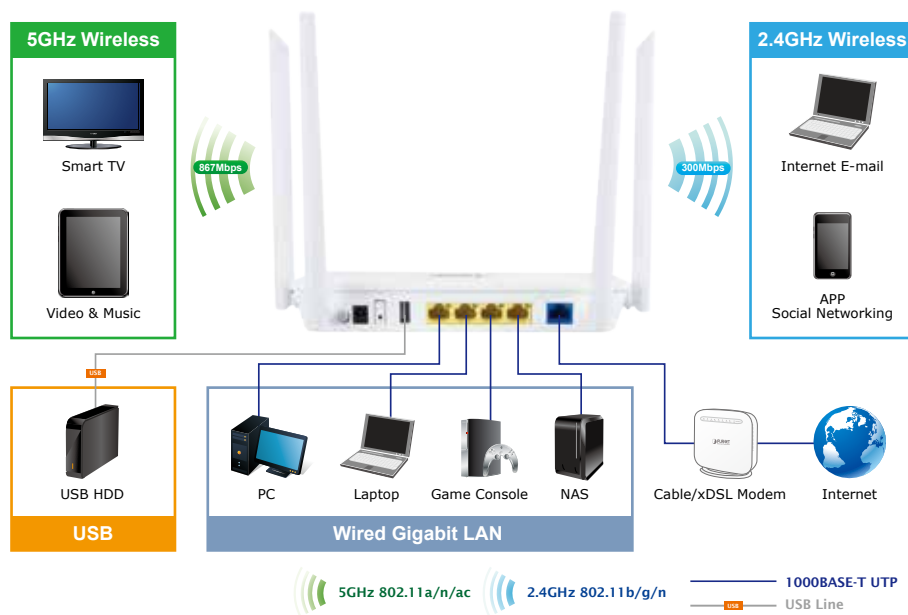 5GHz Wireless
2.4GHz Wireless
Smart TV
867Mbps
300Mbps
Internet E-mail
Video & Music
APP
Social Networking
USB
USB HDD
PC
Laptop
Game Console
NAS
Cable/xDSL Modem
Internet
USB
Wired Gigabit LAN
5GHz 802.11a/n/ac
2.4GHz 802.11b/g/n
1000BASE-T UTP
USB
USB Line